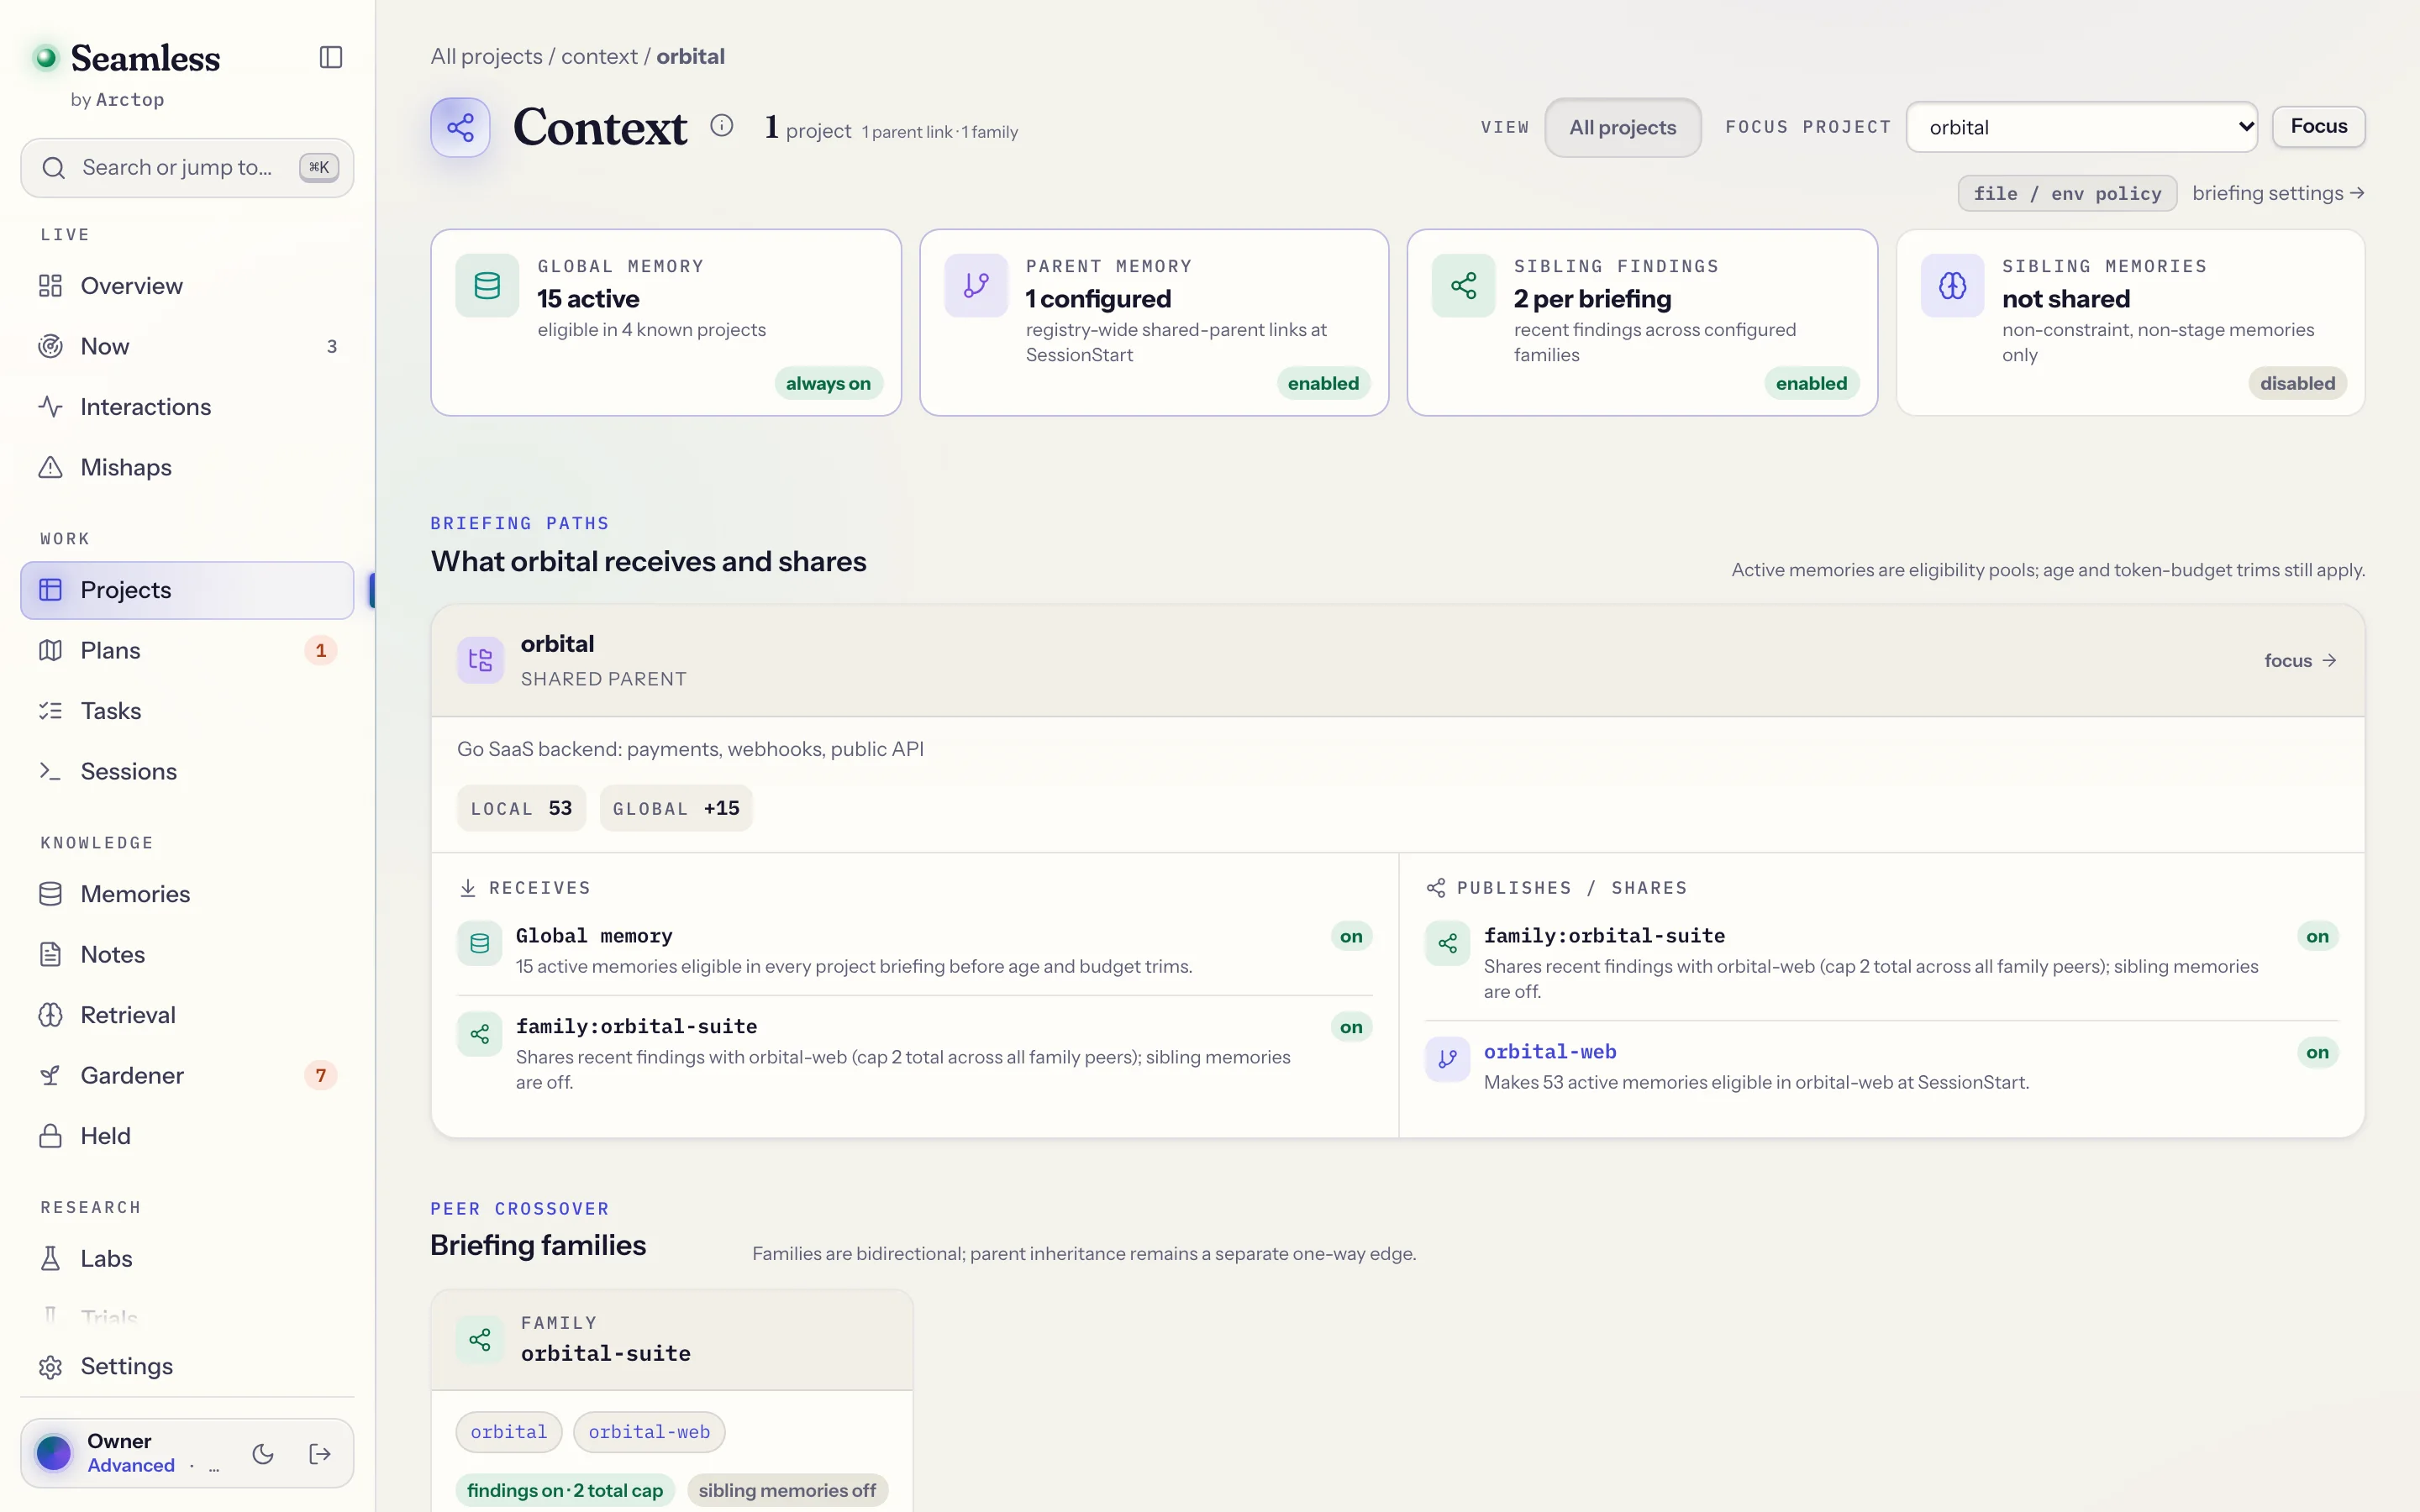 Seamless
by Arctop
Search or jump to...
⌘K
LIVE
Overview
Now
3
Interactions
Mishaps
WORK
Projects
Plans
1
Tasks
Sessions
KNOWLEDGE
Memories
Notes
Retrieval
Gardener
7
Held
RESEARCH
Labs
Trials
Settings
Owner
Advanced · ...
All projects / context / orbital
Context
1 project 1 parent link · 1 family
VIEW
All projects
FOCUS PROJECT
orbital
Focus
file / env policy
briefing settings →
GLOBAL MEMORY
15 active
eligible in 4 known projects
always on
PARENT MEMORY
1 configured
registry-wide shared-parent links at
SessionStart
enabled
SIBLING FINDINGS
2 per briefing
recent findings across configured
families
enabled
SIBLING MEMORIES
not shared
non-constraint, non-stage memories
only
disabled
BRIEFING PATHS
What orbital receives and shares
Active memories are eligibility pools; age and token-budget trims still apply.
orbital
SHARED PARENT
focus →
Go SaaS backend: payments, webhooks, public API
LOCAL 53
GLOBAL +15
RECEIVES
Global memory
on
15 active memories eligible in every project briefing before age and budget trims.
family:orbital-suite
on
Shares recent findings with orbital-web (cap 2 total across all family peers); sibling memories
are off.
PUBLISHES / SHARES
family:orbital-suite
on
Shares recent findings with orbital-web (cap 2 total across all family peers); sibling memories
are off.
orbital-web
on
Makes 53 active memories eligible in orbital-web at SessionStart.
PEER CROSSOVER
Briefing families
Families are bidirectional; parent inheritance remains a separate one-way edge.
FAMILY
orbital-suite
orbital
orbital-web
findings on · 2 total cap
sibling memories off